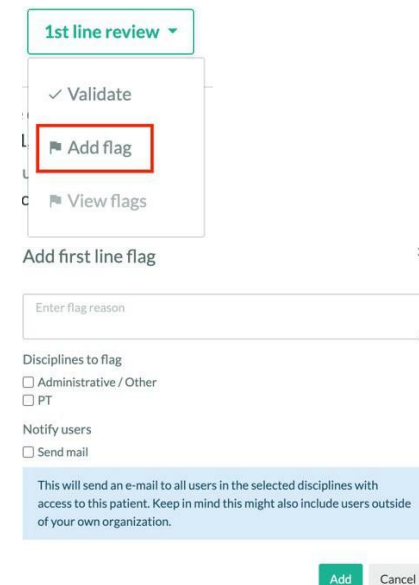 1st line review
Validate
Add flag
View flags
Add first line flag
Enter flag reason
Disciplines to flag
Administrative / Other
PT
Notify users
Send mail
This will send an e-mail to all users in the selected disciplines with
access to this patient. Keep in mind this might also include users outside
of your own organization.
Add Cancel